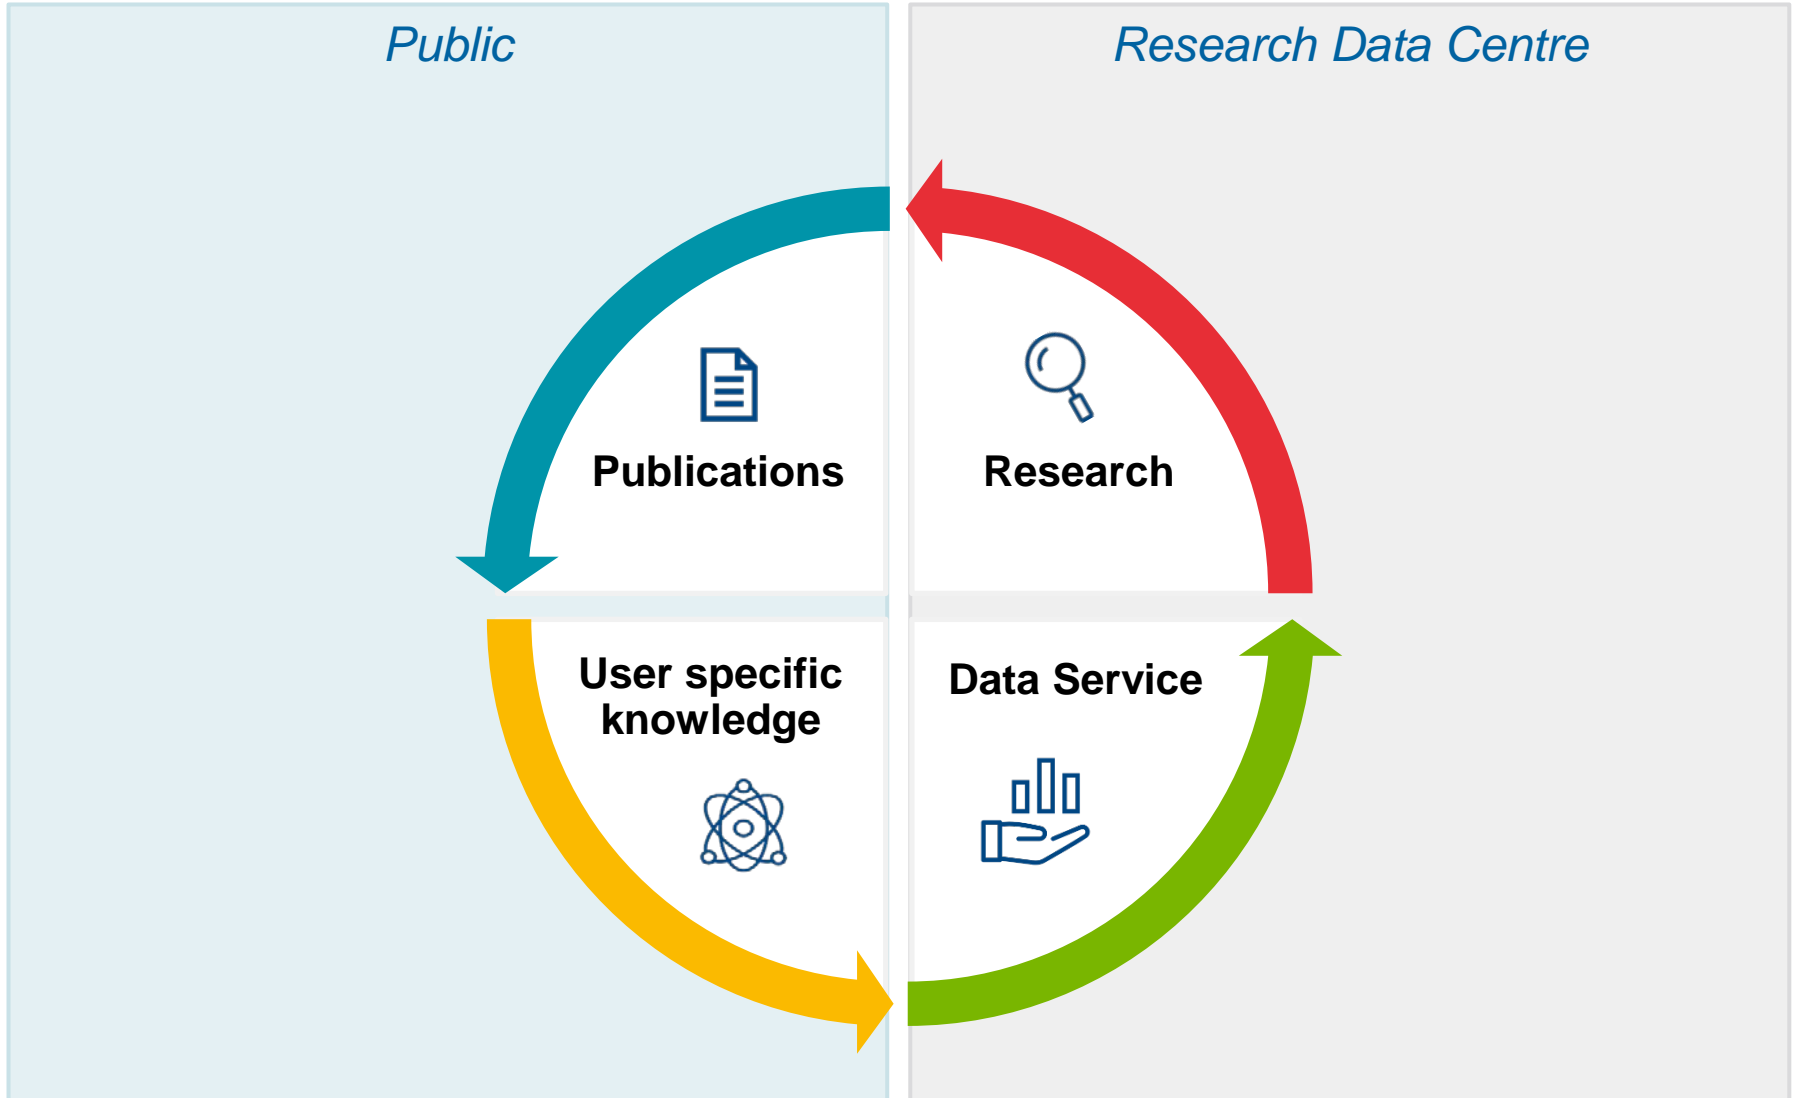 Public
Research Data Centre
Publications
Research
User specific
knowledge
Data Service